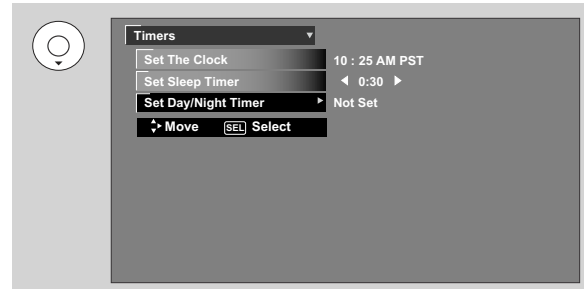 Timers
Set The Clock 10 : 25 AM PST
Set Sleep Timer 0:30
Set Day/Night Timer Not Set
Move SEL Select